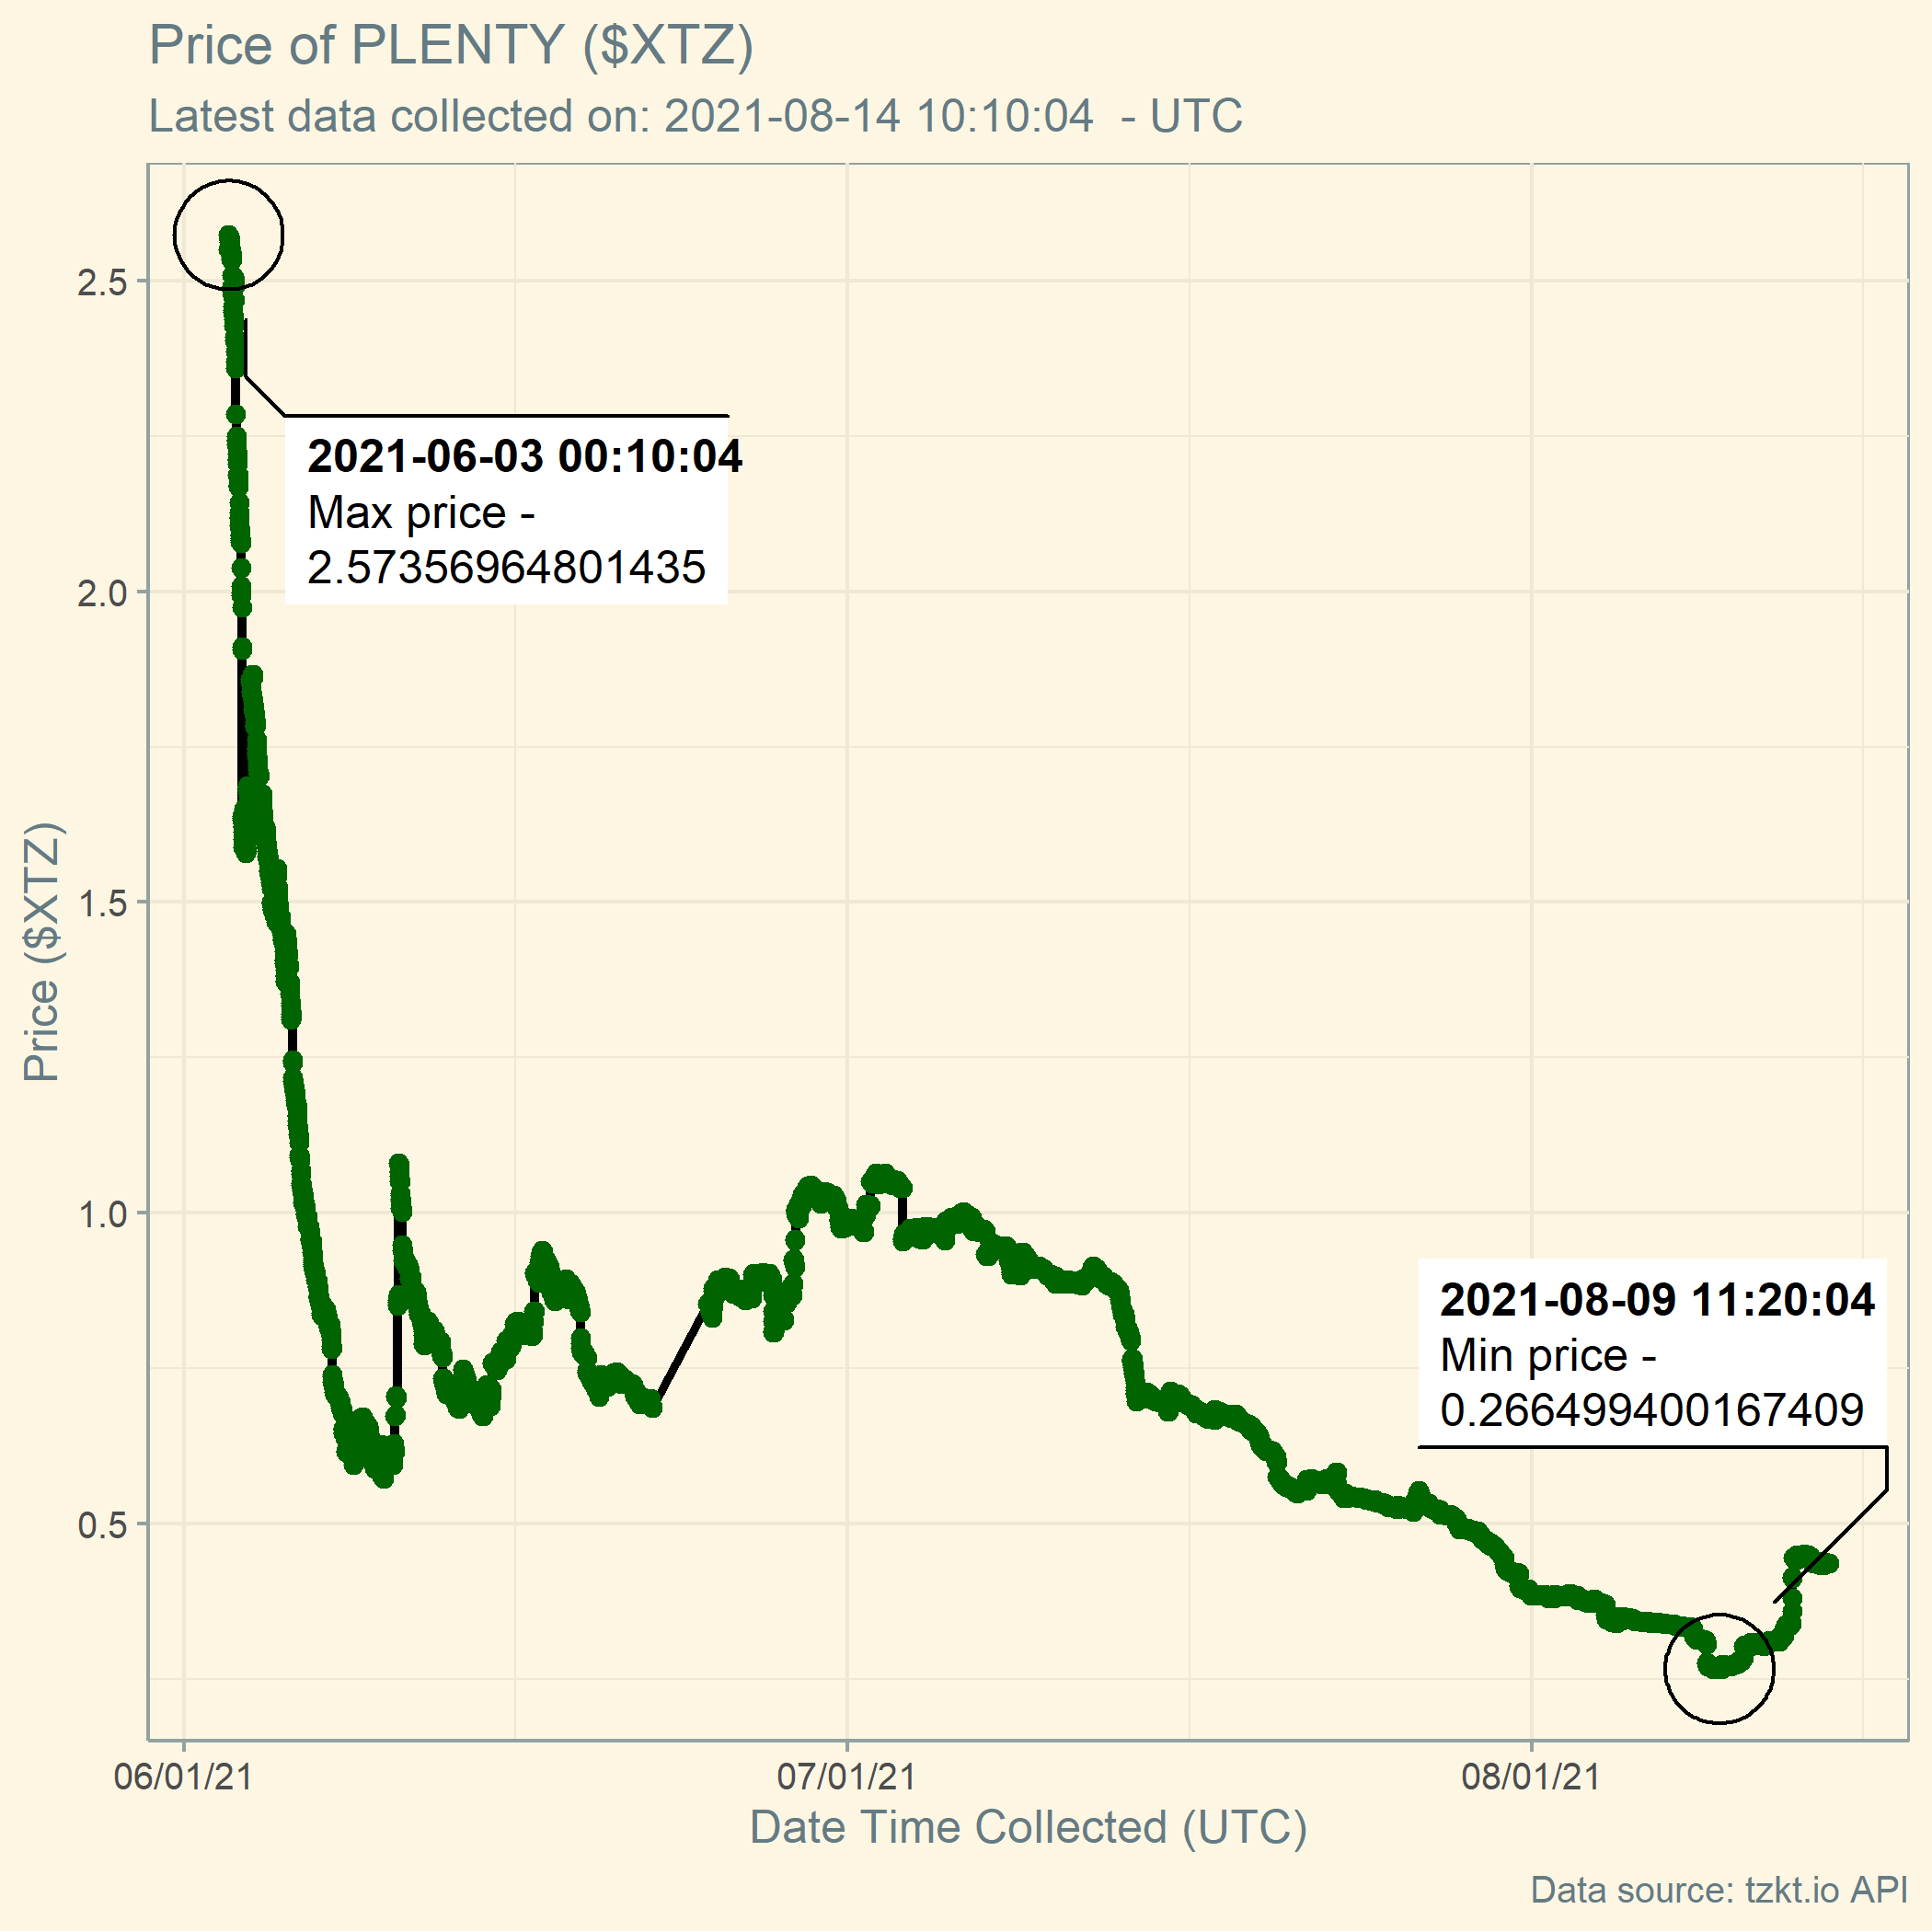 Price of PLENTY ($XTZ)
Latest data collected on: 2021-08-14 10:10:04  - UTC
2.5
2.0
1.5
1.0
0.5
Price ($XTZ)
2021-06-03 00:10:04
Max price -
2.57356964801435
2021-08-09 11:20:04
Min price -
0.266499400167409
06/01/21
07/01/21
08/01/21
Date Time Collected (UTC)
Data source: tzkt.io API